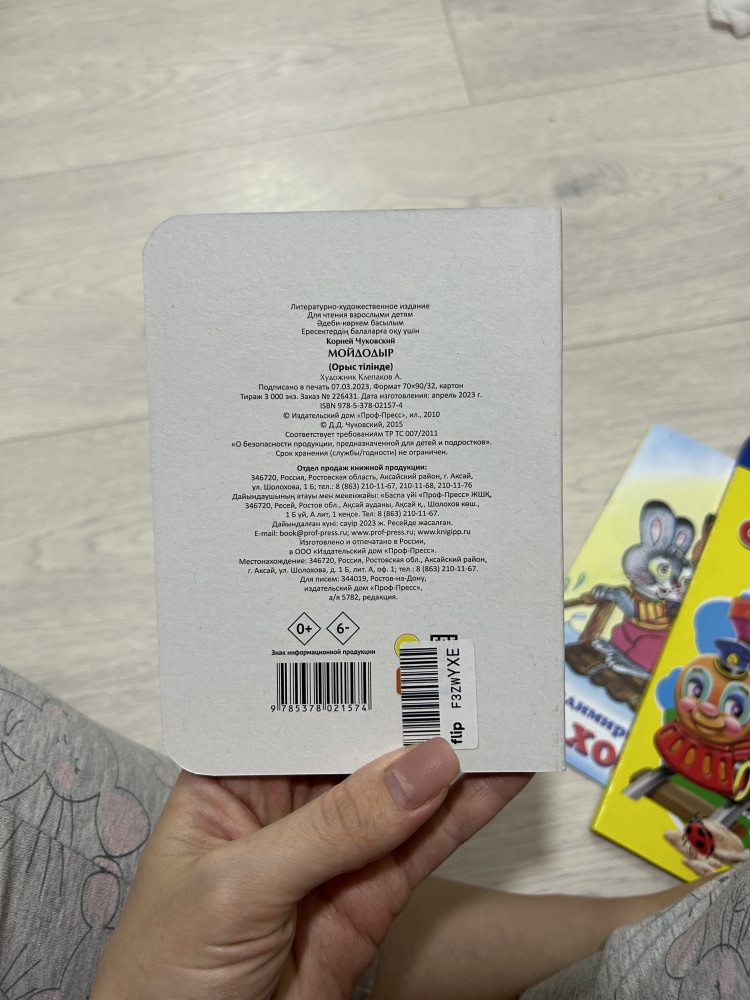 Литературно-художественное издание
Для чтения взрослыми детям
Әдеби-көркем басылым
Ересектердің балаларға оқу үшін
Корней Чуковский
МОЙДОДЫР
(Орыс тілінде)
Художник Клепаков А.
Подписано в печать 07.03.2023. Формат 70×90/32, картон
Тираж 3 000 экз. Заказ № 226431. Дата изготовления: апрель 2023 г.
ISBN 978-5-378-02157-4
© Издательский дом «Проф-Пресс», ил., 2010
© Д.Д. Чуковский, 2015
Соответствует требованиям ТР ТС 007/2011
«О безопасности продукции, предназначенной для детей и подростков».
Срок хранения (службы/годности) не ограничен.
Отдел продаж книжной продукции:
346720, Россия, Ростовская область, Аксайский район, г. Аксай,
ул. Шолохова, 1 Б; тел.: 8 (863) 210-11-67, 210-11-68, 210-11-76
Дайындаушының атауы мен мекенжайы: «Баспа үйі «Проф-Пресс» ЖШҚ,
346720, Ресей, Ростов обл., Ақсай ауданы, Ақсай қ., Шолохов көш.,
1 Б үй, А лит, 1 кеңсе. Тел: 8 (863) 210-11-67.
Дайындалған күні: сәуір 2023 ж. Ресейде жасалған.
E-mail: book@prof-press.ru; www.prof-press.ru; www.knigipp.ru
Изготовлено и отпечатано в России,
в ООО «Издательский дом «Проф-Пресс».
Местонахождение: 346720, Россия, Ростовская обл., Аксайский район,
г. Аксай, ул. Шолохова, д. 1 Б, лит. А, оф. 1; тел.: 8 (863) 210-11-67.
Для писем: 344019, Ростов-на-Дону,
издательский дом «Проф-Пресс»,
а/я 5782, редакция.
0+
6-
Знак информационной продукции
9 785378 021574
flip F3ZWYXE